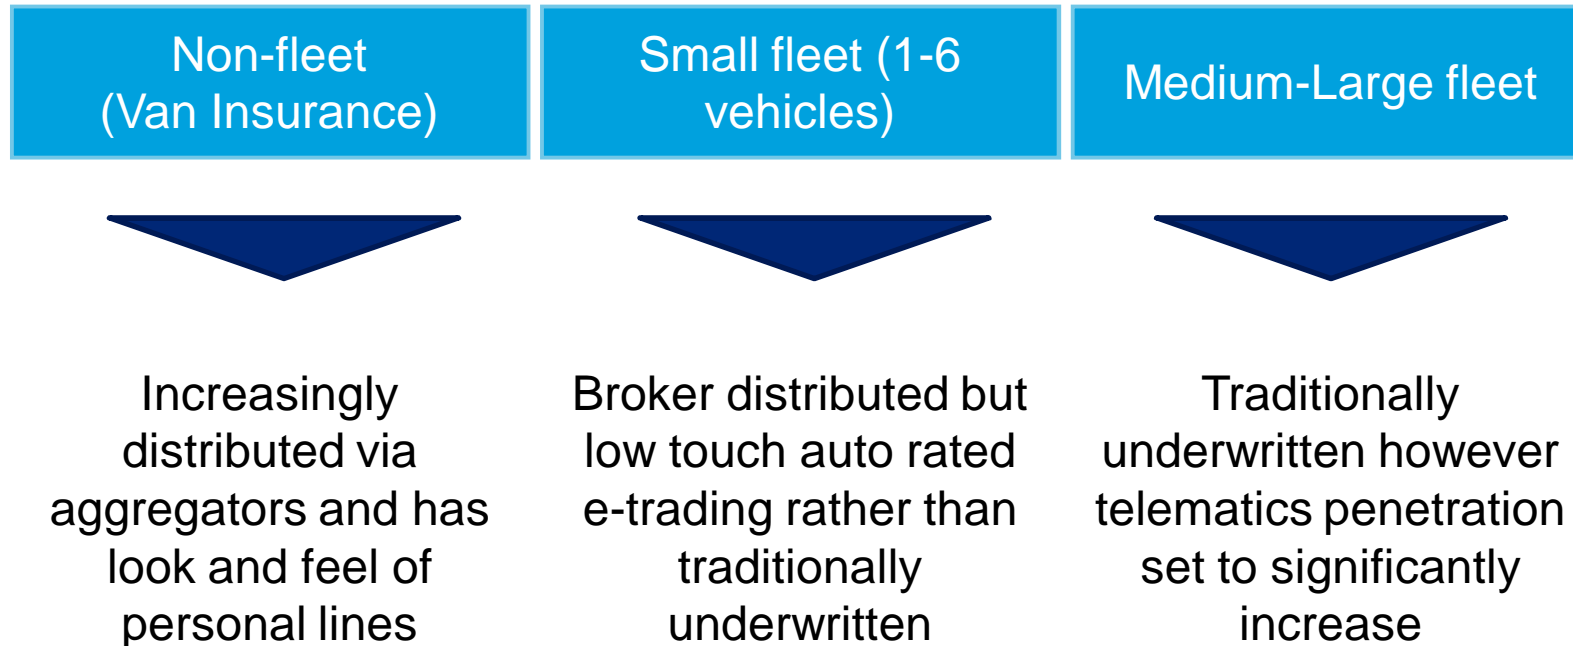 Non-fleet
(Van Insurance)
Small fleet (1-6
vehicles)
Medium-Large fleet
Increasingly
distributed via
aggregators and has
look and feel of
personal lines
Broker distributed but
low touch auto rated
e-trading rather than
traditionally
underwritten
Traditionally
underwritten however
telematics penetration
set to significantly
increase